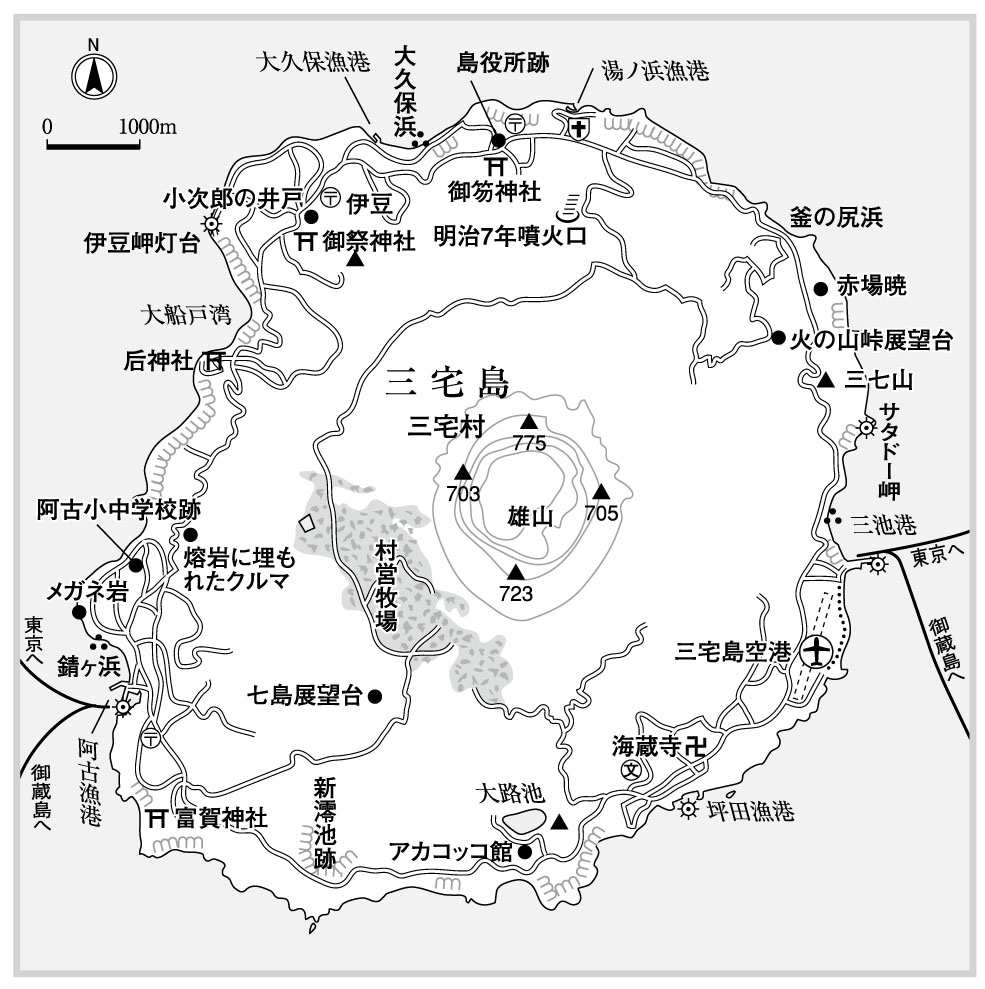 N
0 1000m
大久保漁港
大久保浜
島役所跡
湯ノ浜漁港
〒
小次郎の井戸
〒
伊豆
御笏神社
伊豆岬灯台
御祭神社
明治7年噴火口
釜の尻浜
赤場暁
大船戸湾
火の山峠展望台
后神社
三宅島
三七山
三宅村
775
サタドー岬
703
705
雄山
阿古小中学校跡
三池港
熔岩に埋も
れたクルマ
村営牧場
東京へ
723
メガネ岩
東京へ
御蔵島へ
錆ヶ浜
三宅島空港
七島展望台
〒
阿古漁港
海蔵寺卍
文
御蔵島へ
新澪池跡
大路池
坪田漁港
富賀神社
アカコッコ館